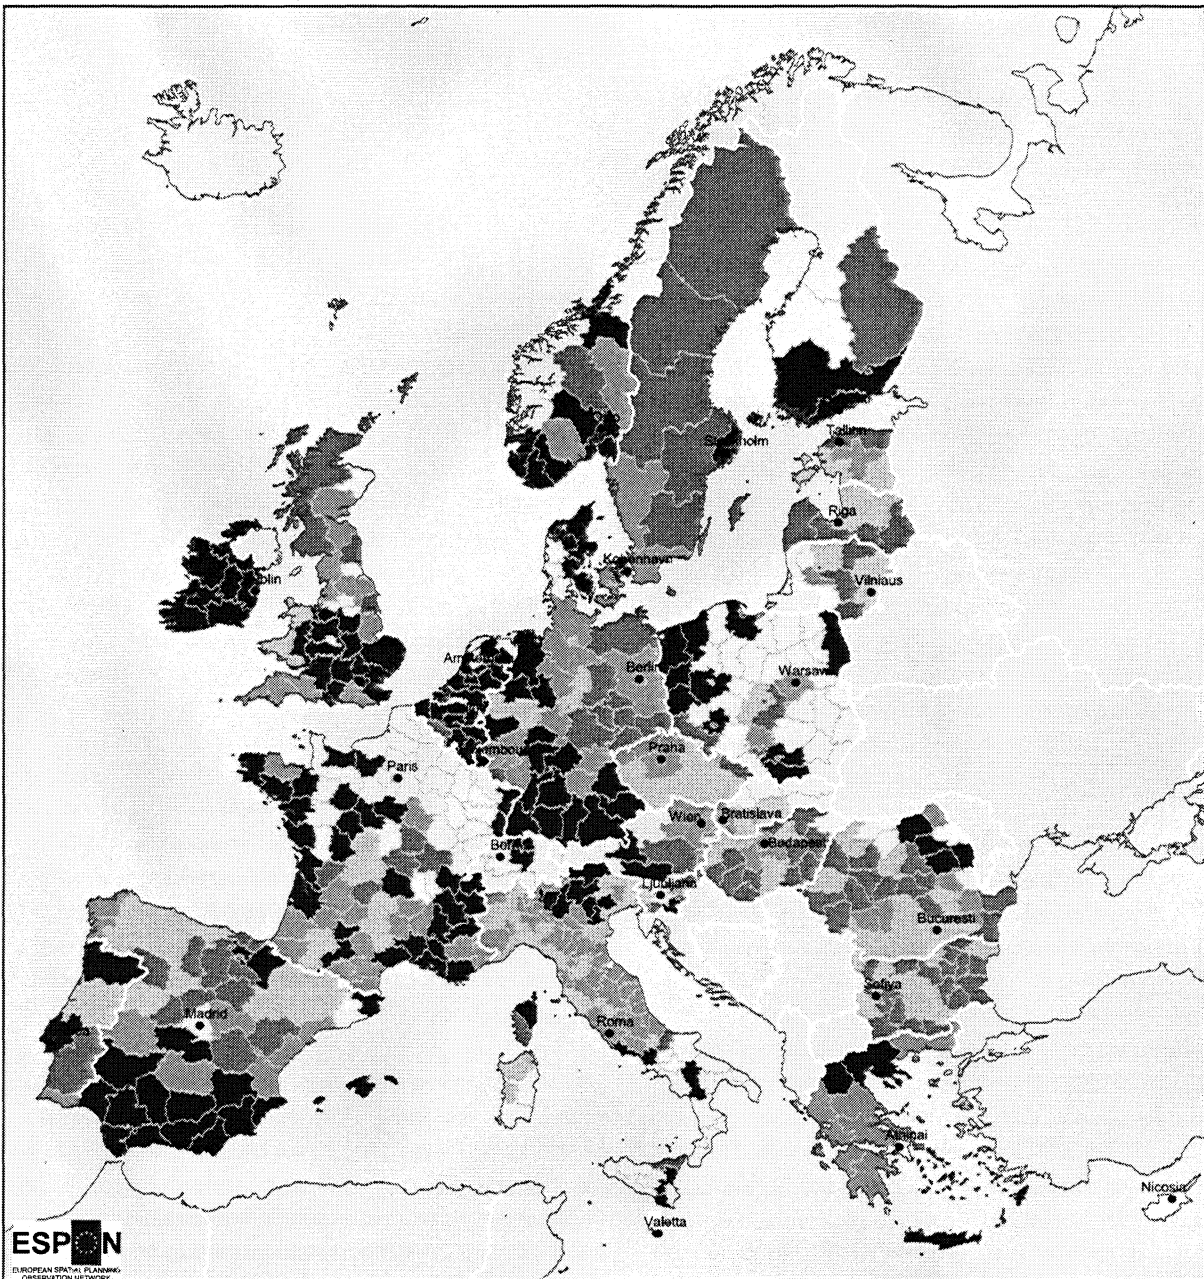 Stockholm
Tallinn
Riga
København
blin
Vilniaus
Berlin
Warsaw
Praha
Paris
Wien
Bratislava
Budapest
Ljubljana
Bucuresti
Sofiya
Madrid
Roma
Athinai
Nicosia
Valetta
ESPON
EUROPEAN SPATIAL PLANNING
OBSERVATION NETWORK